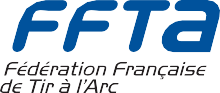 FFTa
Fédération Française
de Tir à l'Arc